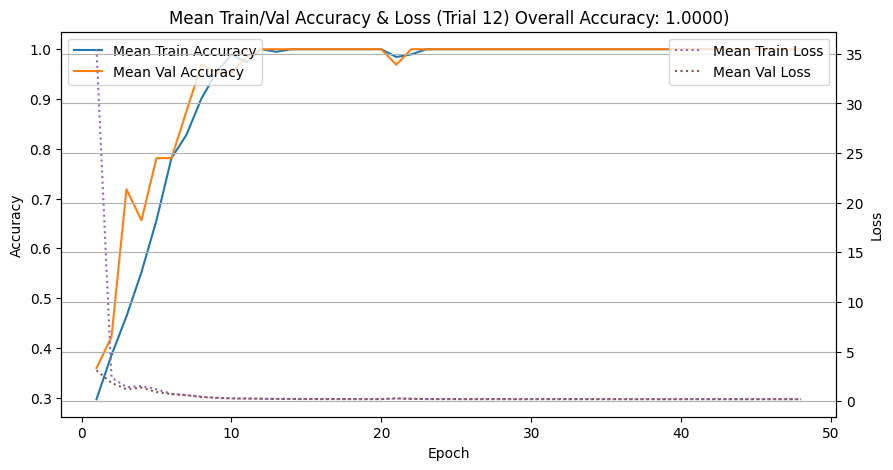 Mean Train/Val Accuracy & Loss (Trial 12) Overall Accuracy: 1.0000)
Mean Train Accuracy
Mean Val Accuracy
Mean Train Loss
Mean Val Loss
1.0
0.9
0.8
0.7
0.6
0.5
0.4
0.3
Accuracy
35
30
25
20
15
10
5
0
Loss
0 10 20 30 40 50
Epoch